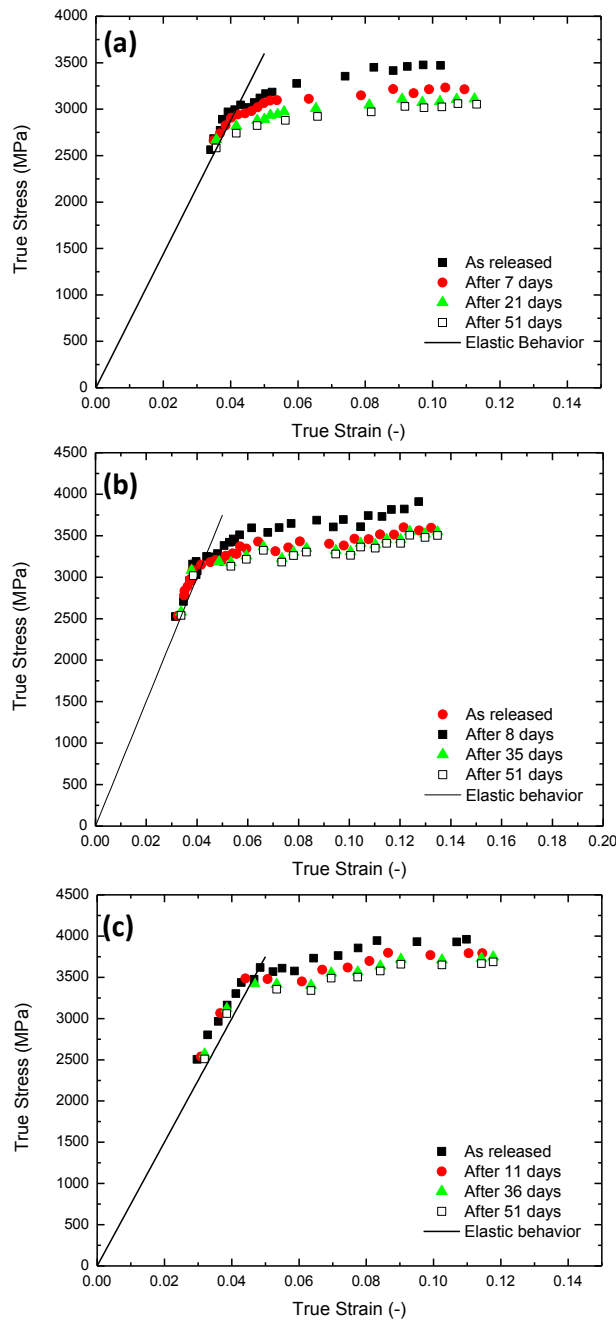 (a)
4000
3500
3000
2500
2000
1500
1000
500
0
True Stress (MPa)
As released
After 7 days
After 21 days
After 51 days
Elastic Behavior
0.00 0.02 0.04 0.06 0.08 0.10 0.12 0.14
True Strain (-)
(b)
4500
4000
3500
3000
2500
2000
1500
1000
500
0
True Stress (MPa)
As released
After 8 days
After 35 days
After 51 days
Elastic behavior
0.00 0.02 0.04 0.06 0.08 0.10 0.12 0.14 0.16 0.18 0.20
True Strain (-)
(c)
4500
4000
3500
3000
2500
2000
1500
1000
500
0
True Stress (MPa)
As released
After 11 days
After 36 days
After 51 days
Elastic behavior
0.00 0.02 0.04 0.06 0.08 0.10 0.12 0.14
True Strain (-)